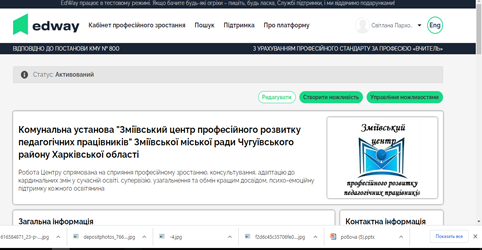 EdWay працює в тестовому режимі. Якщо бачите будь-які огріхи – пишіть, будь ласка, Службі підтримки, і ми віддячимо подарунками!
edway
Кабінет професійного зростання Пошук Підтримка Про платформу
Світлана Пархо... Eng
ВІДПОВІДНО ДО ПОСТАНОВИ КМУ № 800
З УРАХУВАННЯМ ПРОФЕСІЙНОГО СТАНДАРТУ ЗА ПРОФЕСІЄЮ «ВЧИТЕЛЬ»
Статус: Активований
Редагувати Створити можливість Управління можливостями
Комунальна установа "Зміївський центр професійного розвитку
педагогічних працівників" Зміївської міської ради Чугуївського
району Харківської області
Робота Центру спрямована на сприяння професійному зростанню, консультування, адаптацію до
кардинальних змін у сучасній освіті, супервізію, узагальнення та обмін кращим досвідом, психо-емоційну
підтримку кожного освітянина
Зміївський
центр
професійного розвитку
педагогічних працівників
Загальна інформація
Контактна інформація
616564871_23-p-....jpg
depositphotos_766....jpg
-4.jpg
f2d6c45c35706fe0....jpg
робоча (5).pptx
Показати все